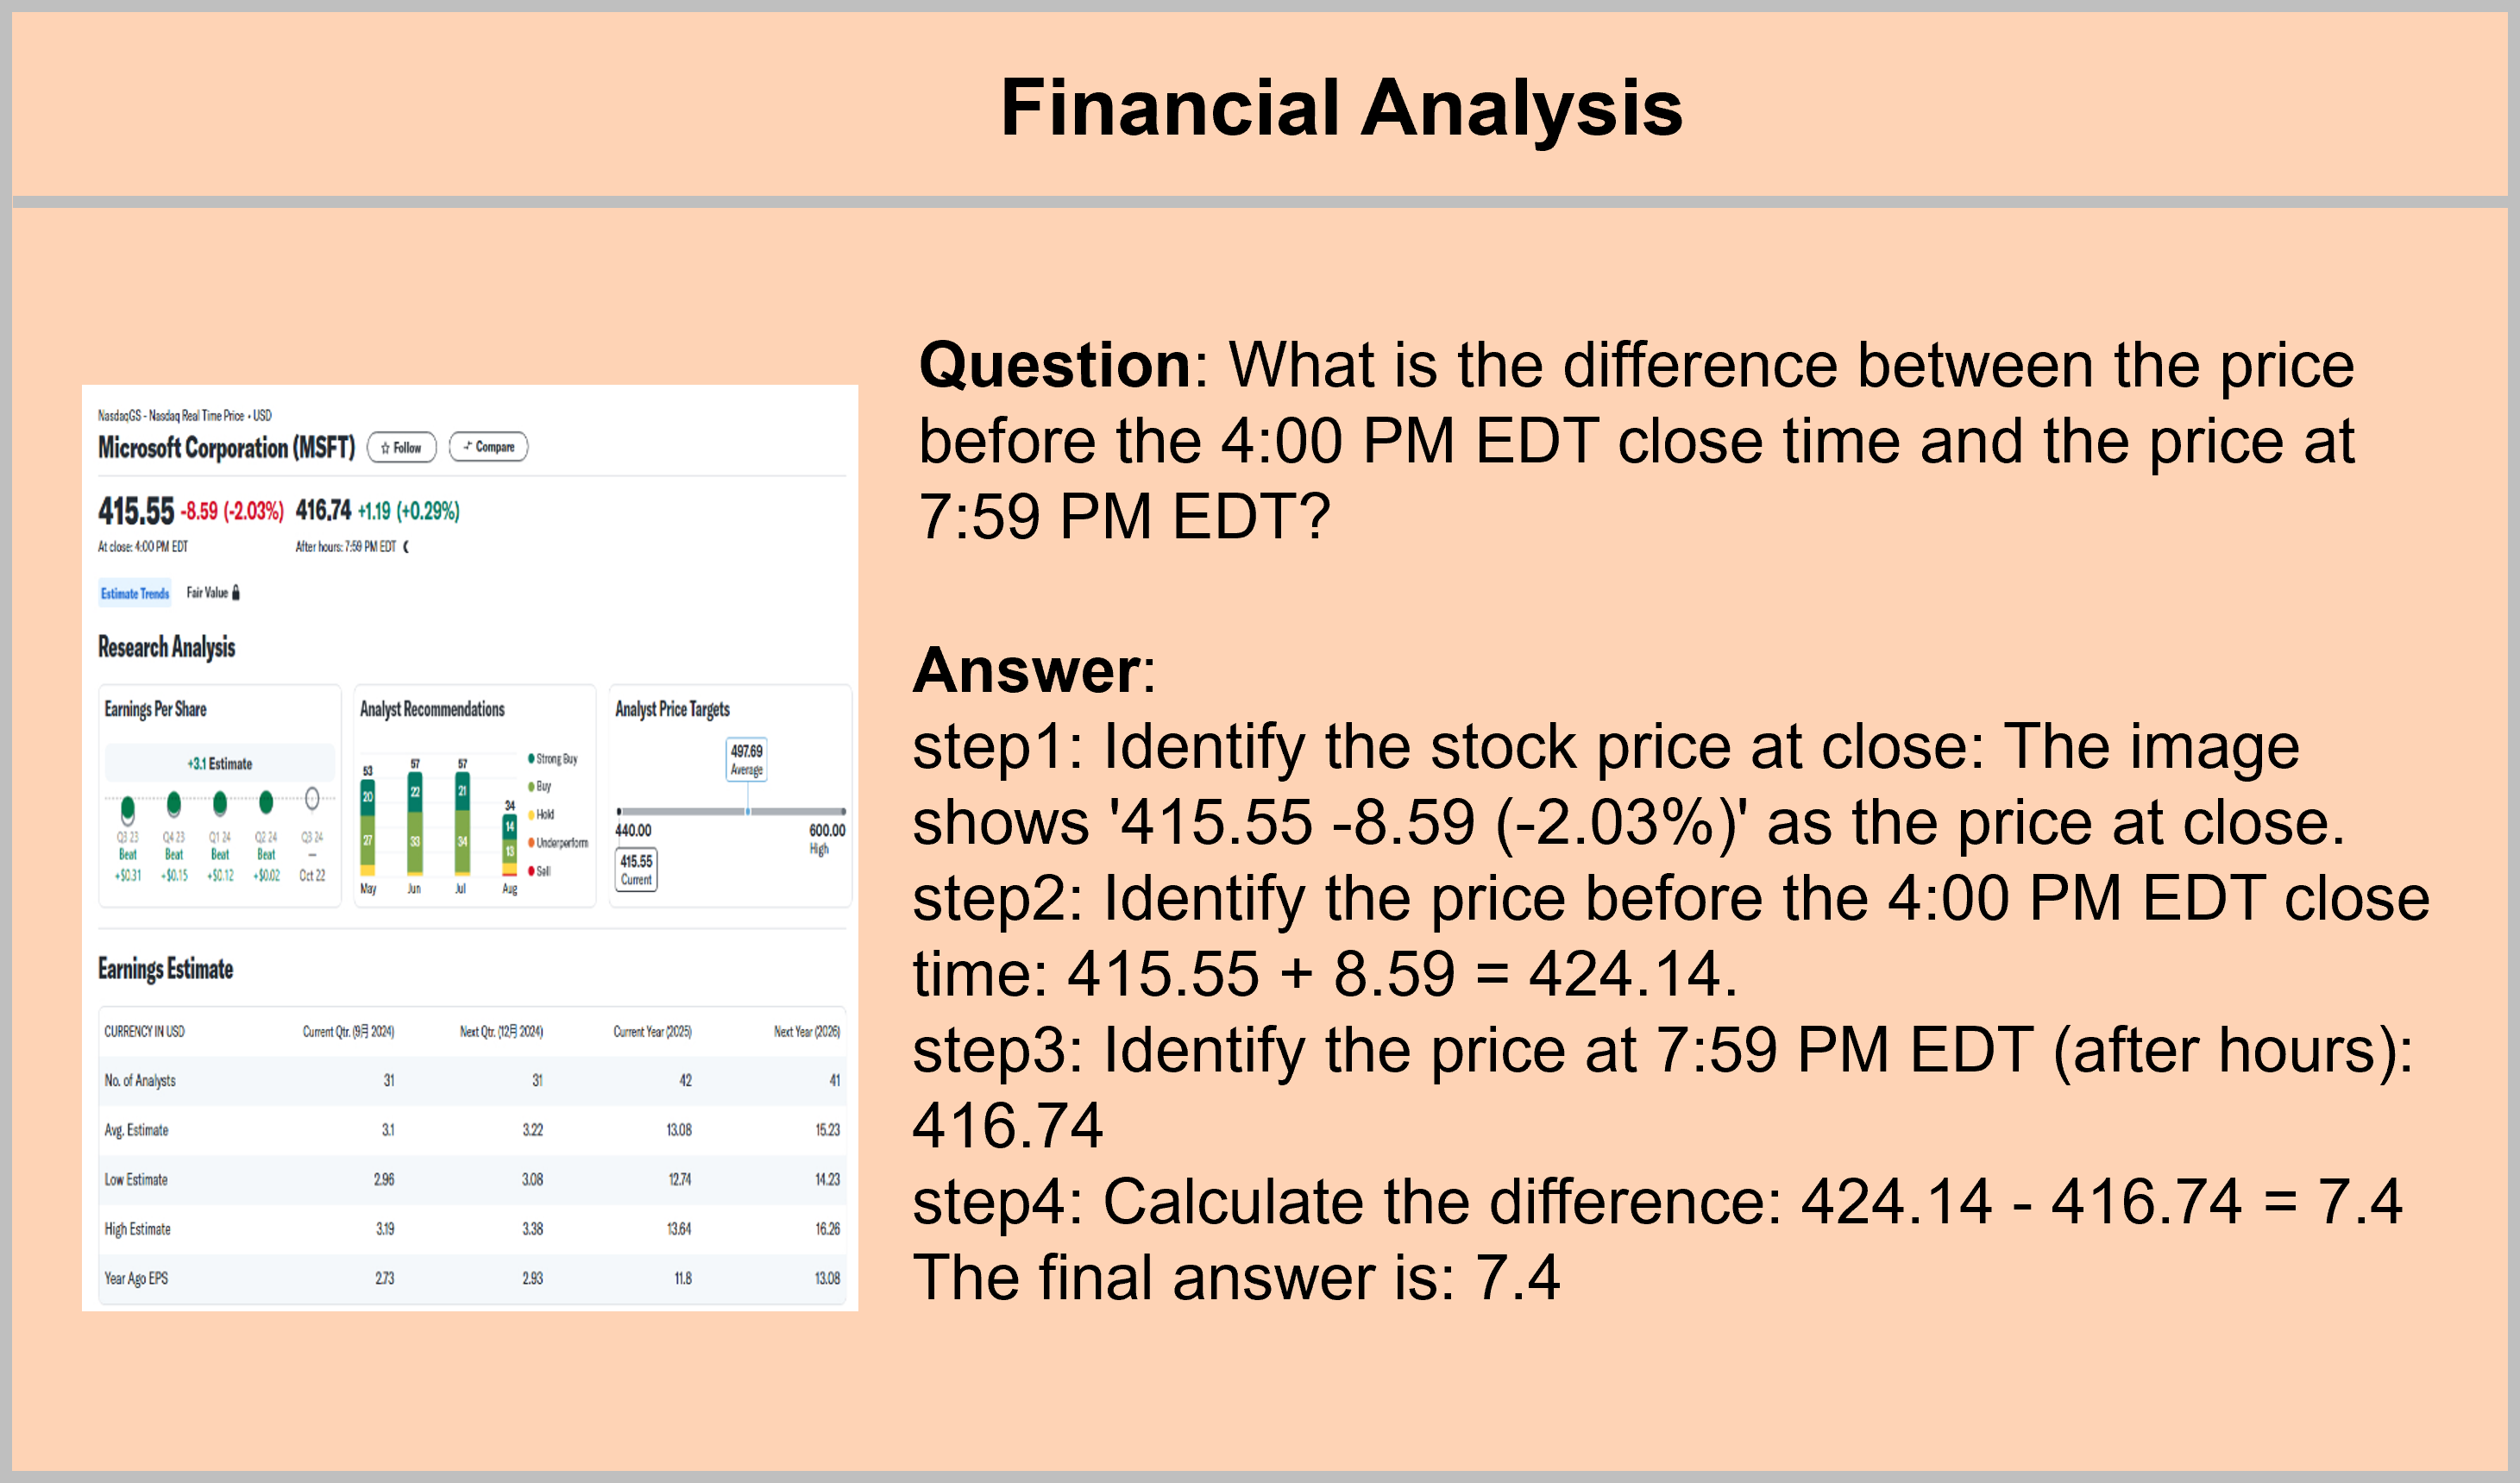 Financial Analysis
NasdaqGS - Nasdaq Real Time Price • USD
Microsoft Corporation (MSFT) Follow Compare
415.55 -8.59 (-2.03%) 416.74 +1.19 (+0.29%)
At close: 4:00 PM EDT After hours: 7:59 PM EDT
Estimate Trends Fair Value
Research Analysis
Earnings Per Share
+3.1 Estimate
Q3 23 Q4 23 Q1 24 Q2 24 Q3 24
Beat Beat Beat Beat —
+$0.31 +$0.15 +$0.12 +$0.02 Oct 22
Analyst Recommendations
53 57 57 34
20 22 21 14
27 33 34 13
May Jun Jul Aug
Strong Buy
Buy
Hold
Underperform
Sell
Analyst Price Targets
497.69
Average
440.00 600.00
High
415.55
Current
Earnings Estimate
CURRENCY IN USD Current Qtr. (9月 2024) Next Qtr. (12月 2024) Current Year (2025) Next Year (2026)
No. of Analysts 31 31 42 41
Avg. Estimate 3.1 3.22 13.08 15.23
Low Estimate 2.96 3.08 12.74 14.23
High Estimate 3.19 3.38 13.64 16.26
Year Ago EPS 2.73 2.93 11.8 13.08
Question: What is the difference between the price
before the 4:00 PM EDT close time and the price at
7:59 PM EDT?
Answer:
step1: Identify the stock price at close: The image
shows '415.55 -8.59 (-2.03%)' as the price at close.
step2: Identify the price before the 4:00 PM EDT close
time: 415.55 + 8.59 = 424.14.
step3: Identify the price at 7:59 PM EDT (after hours):
416.74
step4: Calculate the difference: 424.14 - 416.74 = 7.4
The final answer is: 7.4